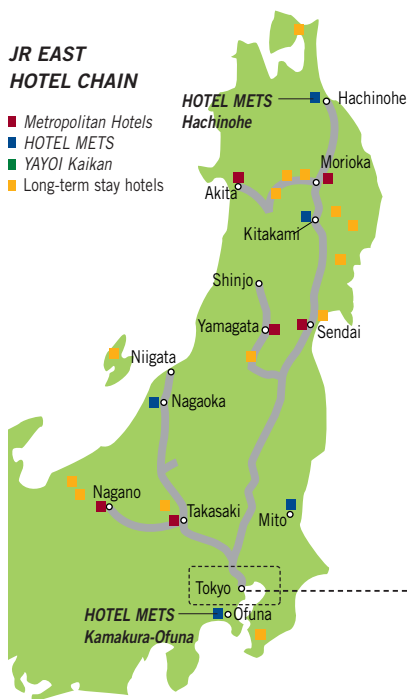 JR EAST
HOTEL CHAIN
Metropolitan Hotels
HOTEL METS
YAYOI Kaikan
Long-term stay hotels
HOTEL METS
Hachinohe
Hachinohe
Morioka
Akita
Kitakami
Shinjo
Yamagata
Sendai
Niigata
Nagaoka
Nagano
Takasaki
Mito
Tokyo
HOTEL METS
Kamakura-Ofuna
Ofuna